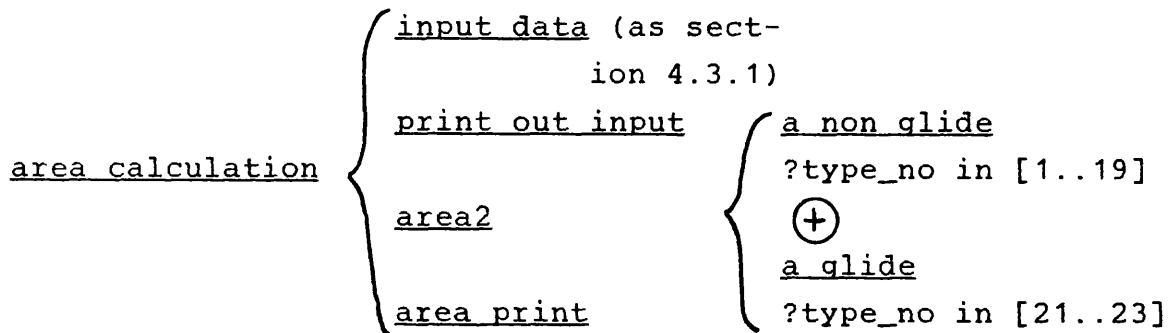 input data (as sect-
ion 4.3.1)
print out input
area calculation
area2
area print
a non glide
?type_no in [1..19]
+
a glide
?type_no in [21..23]